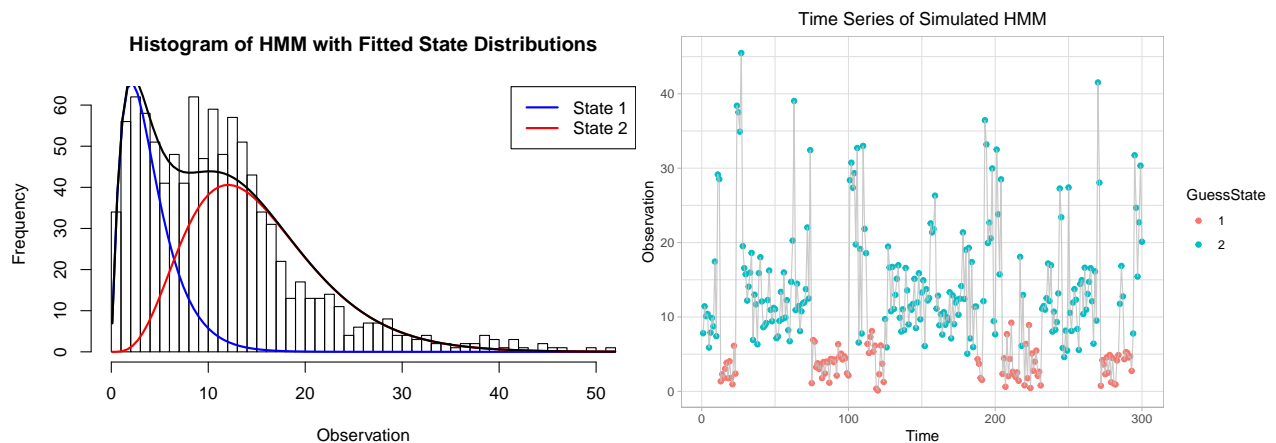 Histogram of HMM with Fitted State Distributions
Frequency
60
50
40
30
20
10
0
State 1
State 2
0 10 20 30 40 50
Observation
Time Series of Simulated HMM
Observation
40
30
20
10
0
0 100 200 300
Time
GuessState
1
2